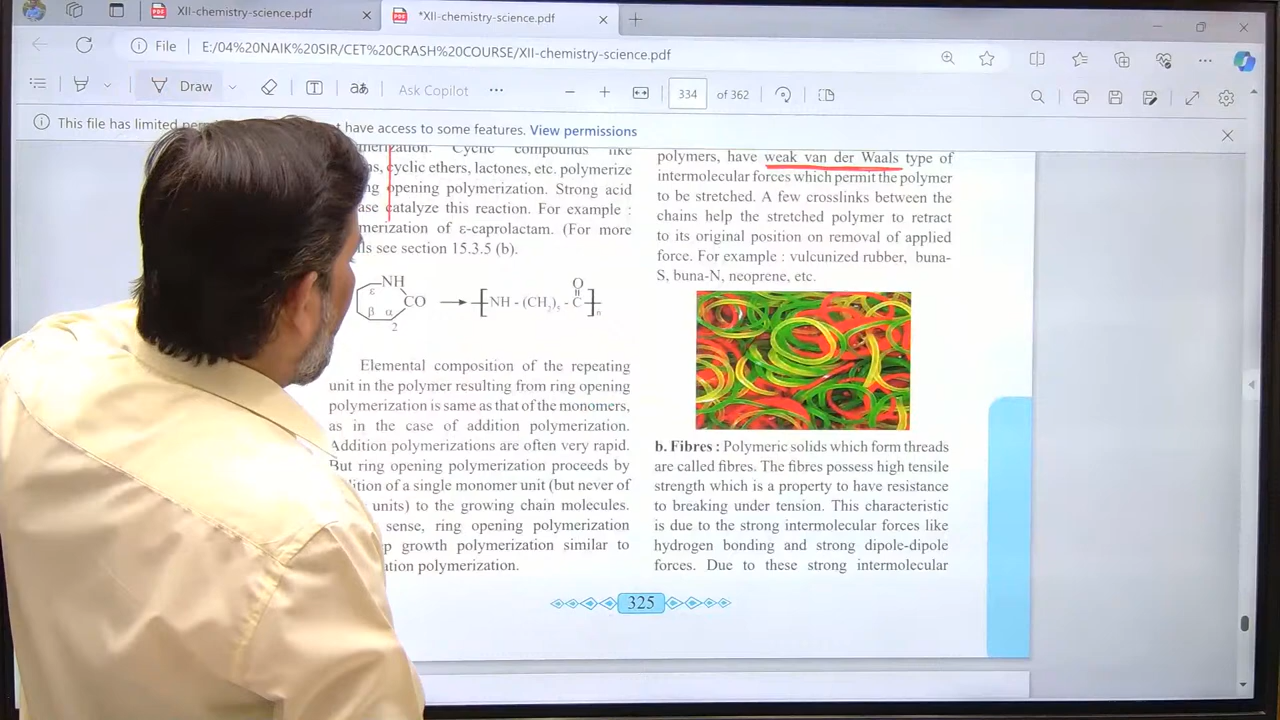 XII-chemistry-science.pdf
*XII-chemistry-science.pdf
File
E:/04%20NAIK%20SIR/CET%20CRASH%20COURSE/XII-chemistry-science.pdf
Draw
aあ
Ask Copilot
334 of 362
This file has limited
t have access to some features. View permissions
merization. Cyclic compounds like
cyclic ethers, lactones, etc. polymerize
opening polymerization. Strong acid
catalyze this reaction. For example :
merization of ε-caprolactam. (For more
ls see section 15.3.5 (b).
NH
ε
CO
β α
2
NH - (CH₂)₅ - C
O
n
Elemental composition of the repeating
unit in the polymer resulting from ring opening
polymerization is same as that of the monomers,
as in the case of addition polymerization.
Addition polymerizations are often very rapid.
But ring opening polymerization proceeds by
lition of a single monomer unit (but never of
units) to the growing chain molecules.
sense, ring opening polymerization
p growth polymerization similar to
ation polymerization.
polymers, have weak van der Waals type of
intermolecular forces which permit the polymer
to be stretched. A few crosslinks between the
chains help the stretched polymer to retract
to its original position on removal of applied
force. For example : vulcunized rubber, buna-
S, buna-N, neoprene, etc.
b. Fibres : Polymeric solids which form threads
are called fibres. The fibres possess high tensile
strength which is a property to have resistance
to breaking under tension. This characteristic
is due to the strong intermolecular forces like
hydrogen bonding and strong dipole-dipole
forces. Due to these strong intermolecular
325